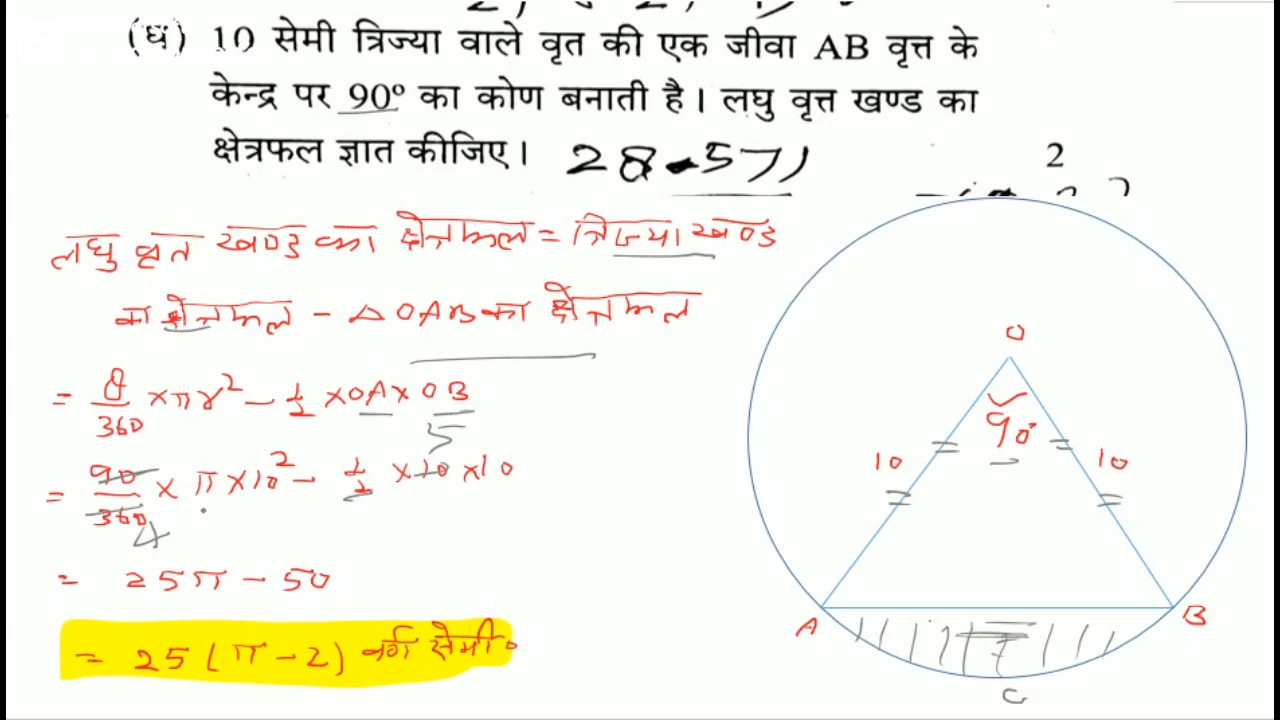 (घ) 10 सेमी त्रिज्या वाले वृत की एक जीवा AB वृत्त के
केन्द्र पर 90° का कोण बनाती है। लघु वृत्त खण्ड का
क्षेत्रफल ज्ञात कीजिए। 28.571
2
लघु वृत खण्ड का क्षेत्रफल = त्रिज्याखण्ड
का क्षेत्रफल - △OAB का क्षेत्रफल
= θ/360 × πr² - 1/2 × OA × OB
5
= 90/360 × π × 10² - 1/2 × 10 × 10
4
= 25π - 50
= 25(π - 2) वर्ग सेमी०
O
90°
10
10
A
B
C